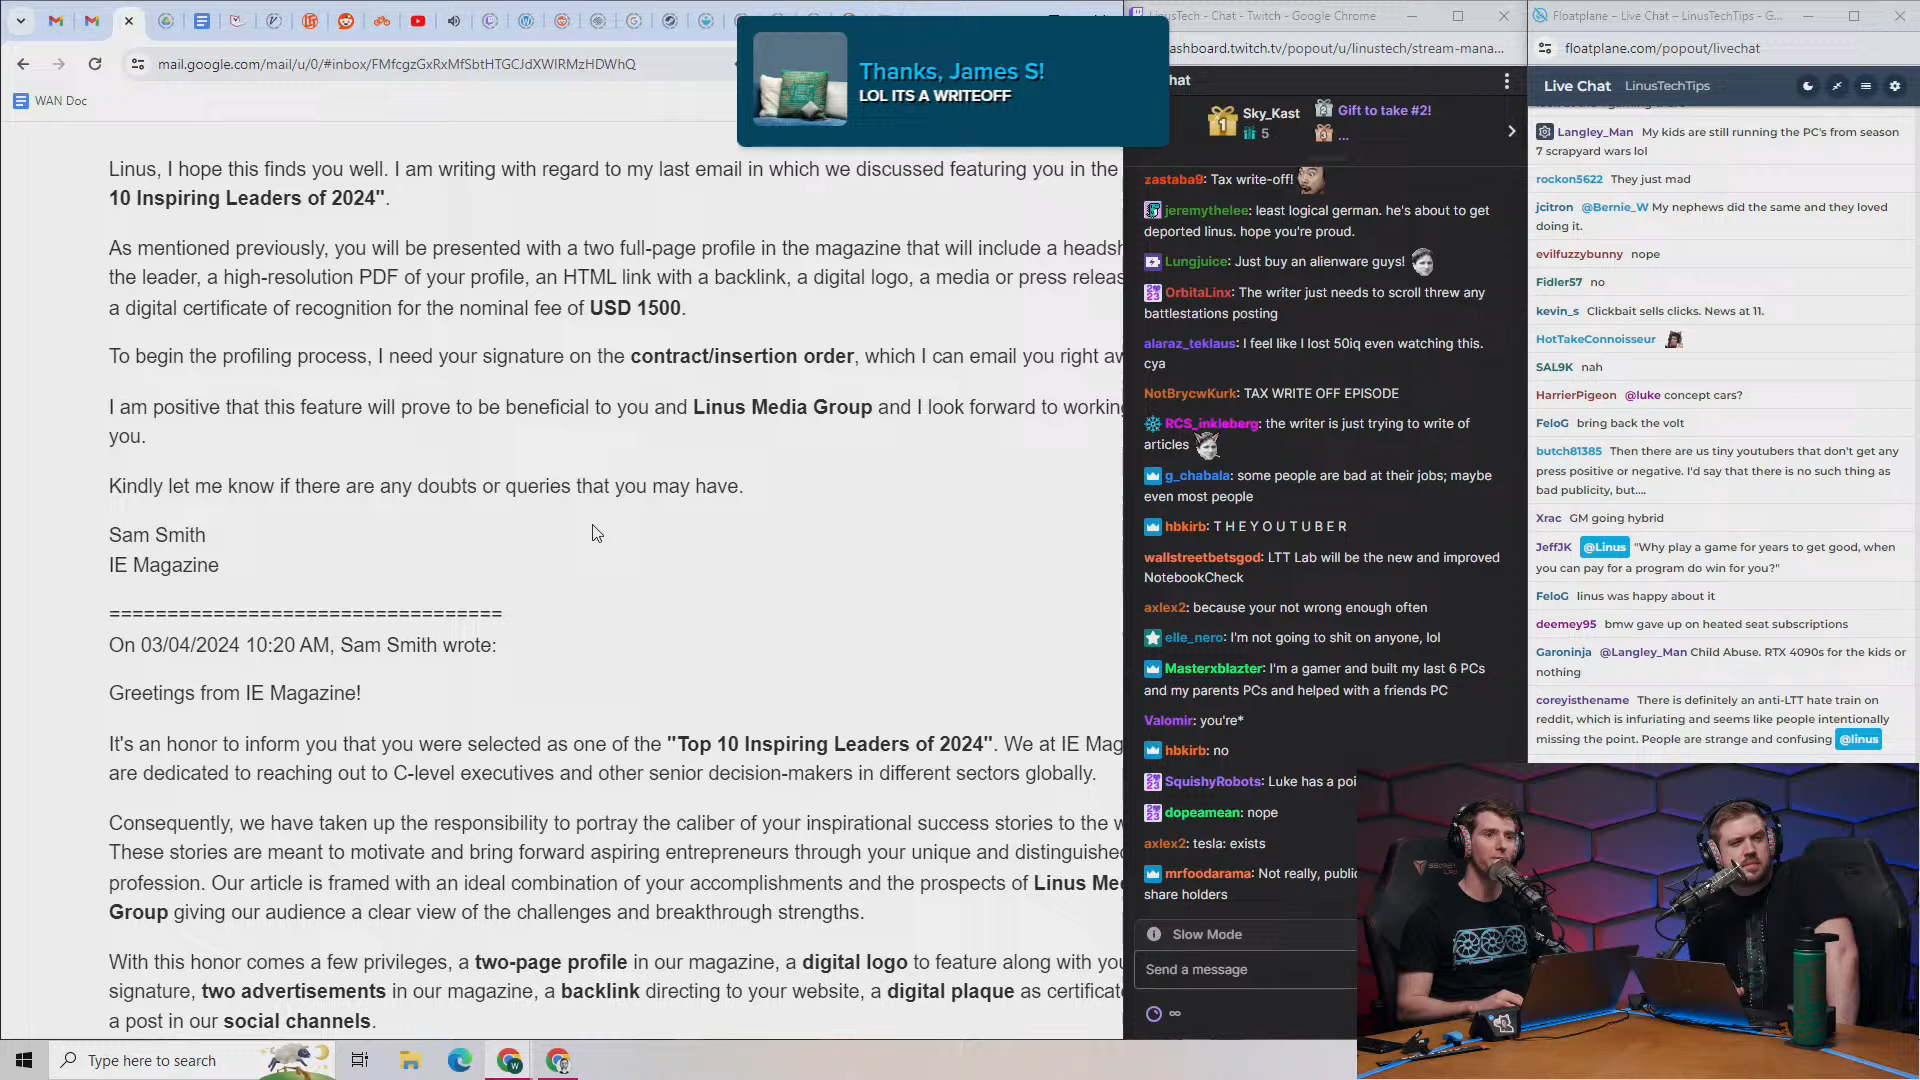 LinusTech - Chat - Twitch - Google Chrome
Floatplane – Live Chat – LinusTechTips - G...
mail.google.com/mail/u/0/#inbox/
ashboard.twitch.tv/popout/u/linustech/stream-mana...
floatplane.com/popout/livechat
WAN Doc
Thanks, James S!
LOL ITS A WRITEOFF
Linus, I hope this finds you well. I am writing with regard to my last email in which we discussed featuring you in the
10 Inspiring Leaders of 2024".
As mentioned previously, you will be presented with a two full-page profile in the magazine that will include a headsh
the leader, a high-resolution PDF of your profile, an HTML link with a backlink, a digital logo, a media or press releas
a digital certificate of recognition for the nominal fee of USD 1500.
To begin the profiling process, I need your signature on the contract/insertion order, which I can email you right aw
I am positive that this feature will prove to be beneficial to you and Linus Media Group and I look forward to working
you.
Kindly let me know if there are any doubts or queries that you may have.
Sam Smith
IE Magazine
==================================
On 03/04/2024 10:20 AM, Sam Smith wrote:
Greetings from IE Magazine!
It's an honor to inform you that you were selected as one of the "Top 10 Inspiring Leaders of 2024". We at IE Mag
are dedicated to reaching out to C-level executives and other senior decision-makers in different sectors globally.
Consequently, we have taken up the responsibility to portray the caliber of your inspirational success stories to the w
These stories are meant to motivate and bring forward aspiring entrepreneurs through your unique and distinguished
profession. Our article is framed with an ideal combination of your accomplishments and the prospects of Linus Me
Group giving our audience a clear view of the challenges and breakthrough strengths.
With this honor comes a few privileges, a two-page profile in our magazine, a digital logo to feature along with you
signature, two advertisements in our magazine, a backlink directing to your website, a digital plaque as certificat
a post in our social channels.
Type here to search
hat
1 Sky_Kast
5
2 Gift to take #2!
3 ...
zastaba9: Tax write-off!
jeremythelee: least logical german. he's about to get
deported linus. hope you're proud.
Lungjuice: Just buy an alienware guys!
OrbitaLinx: The writer just needs to scroll threw any
battlestations posting
alaraz_teklaus: I feel like I lost 50iq even watching this.
cya
NotBrycwKurk: TAX WRITE OFF EPISODE
RCS_inkleberg: the writer is just trying to write of
articles
g_chabala: some people are bad at their jobs; maybe
even most people
hbkirb: T H E Y O U T U B E R
wallstreetbetsgod: LTT Lab will be the new and improved
NotebookCheck
axlex2: because your not wrong enough often
elle_nero: I'm not going to shit on anyone, lol
Masterxblazter: I'm a gamer and built my last 6 PCs
and my parents PCs and helped with a friends PC
Valomir: you're*
hbkirb: no
SquishyRobots: Luke has a poi
dopeamean: nope
axlex2: tesla: exists
mrfoodarama: Not really, public
share holders
Slow Mode
Send a message
∞
Live Chat LinusTechTips
Langley_Man My kids are still running the PC's from season
7 scrapyard wars lol
rockon5622 They just mad
jcitron @Bernie_W My nephews did the same and they loved
doing it.
evilfuzzybunny nope
Fidler57 no
kevin_s Clickbait sells clicks. News at 11.
HotTakeConnoisseur
SAL9K nah
HarrierPigeon @luke concept cars?
FeloG bring back the volt
butch81385 Then there are us tiny youtubers that don't get any
press positive or negative. I'd say that there is no such thing as
bad publicity, but....
Xrac GM going hybrid
JeffJK @Linus "Why play a game for years to get good, when
you can pay for a program do win for you?"
FeloG linus was happy about it
deemey95 bmw gave up on heated seat subscriptions
Garoninja @Langley_Man Child Abuse. RTX 4090s for the kids or
nothing
coreyisthename There is definitely an anti-LTT hate train on
reddit, which is infuriating and seems like people intentionally
missing the point. People are strange and confusing @linus